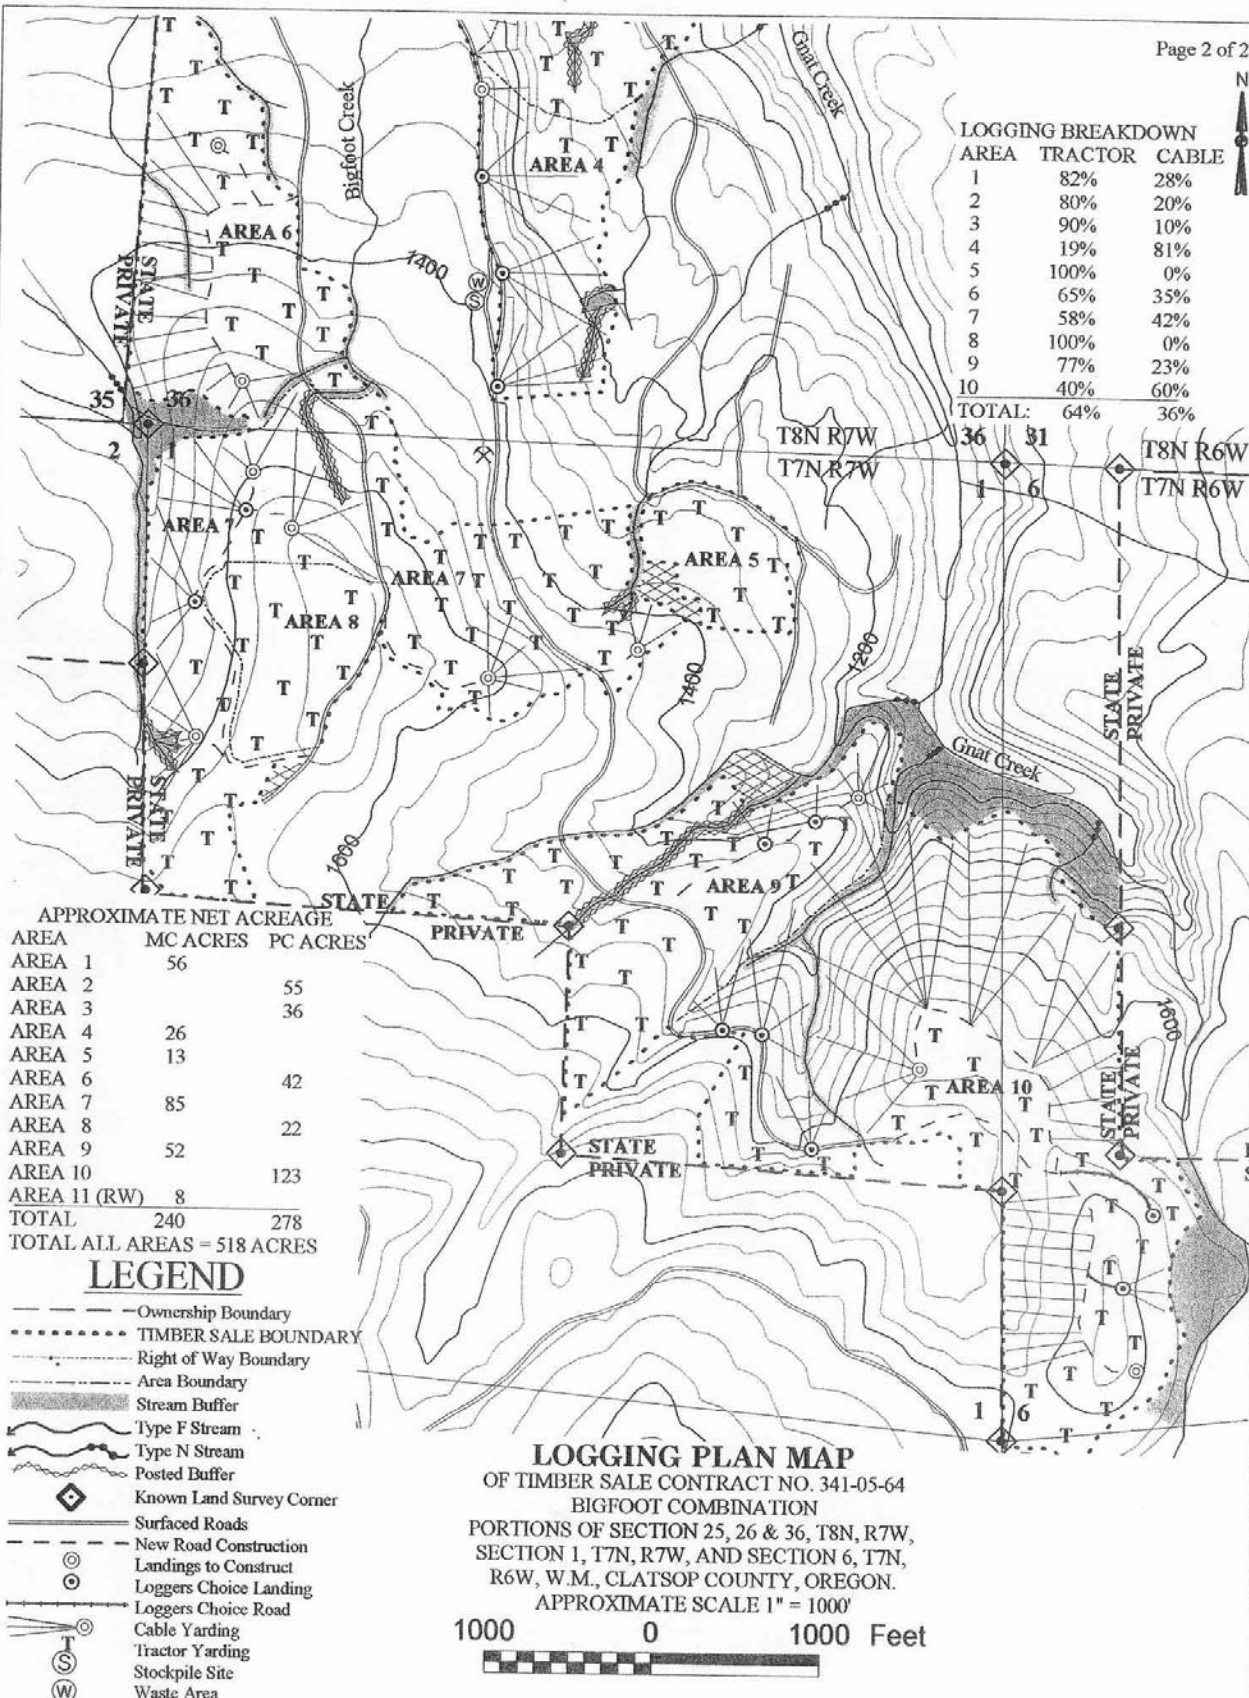 Page 2 of 2
N
LOGGING BREAKDOWN
AREA TRACTOR CABLE
1 82% 28%
2 80% 20%
3 90% 10%
4 19% 81%
5 100% 0%
6 65% 35%
7 58% 42%
8 100% 0%
9 77% 23%
10 40% 60%
TOTAL: 64% 36%
Bigfoot Creek
Gnat Creek
AREA 4
AREA 6
1400
W
S
STATE
PRIVATE
35 36
2 1
T8N R7W
T7N R7W
36 31
1 6
T8N R6W
T7N R6W
AREA 7
AREA 7
AREA 5
AREA 8
1200
1400
STATE
PRIVATE
Gnat Creek
STATE
PRIVATE
1600
AREA 9
STATE
PRIVATE
1600
AREA 10
STATE
PRIVATE
STATE
PRIVATE
1 6
APPROXIMATE NET ACREAGE
AREA MC ACRES PC ACRES
AREA 1 56
AREA 2 55
AREA 3 36
AREA 4 26
AREA 5 13
AREA 6 42
AREA 7 85
AREA 8 22
AREA 9 52
AREA 10 123
AREA 11 (RW) 8
TOTAL 240 278
TOTAL ALL AREAS = 518 ACRES
LEGEND
Ownership Boundary
TIMBER SALE BOUNDARY
Right of Way Boundary
Area Boundary
Stream Buffer
Type F Stream
Type N Stream
Posted Buffer
Known Land Survey Corner
Surfaced Roads
New Road Construction
Landings to Construct
Loggers Choice Landing
Loggers Choice Road
Cable Yarding
T Tractor Yarding
S Stockpile Site
W Waste Area
LOGGING PLAN MAP
OF TIMBER SALE CONTRACT NO. 341-05-64
BIGFOOT COMBINATION
PORTIONS OF SECTION 25, 26 & 36, T8N, R7W,
SECTION 1, T7N, R7W, AND SECTION 6, T7N,
R6W, W.M., CLATSOP COUNTY, OREGON.
APPROXIMATE SCALE 1" = 1000'
1000 0 1000 Feet